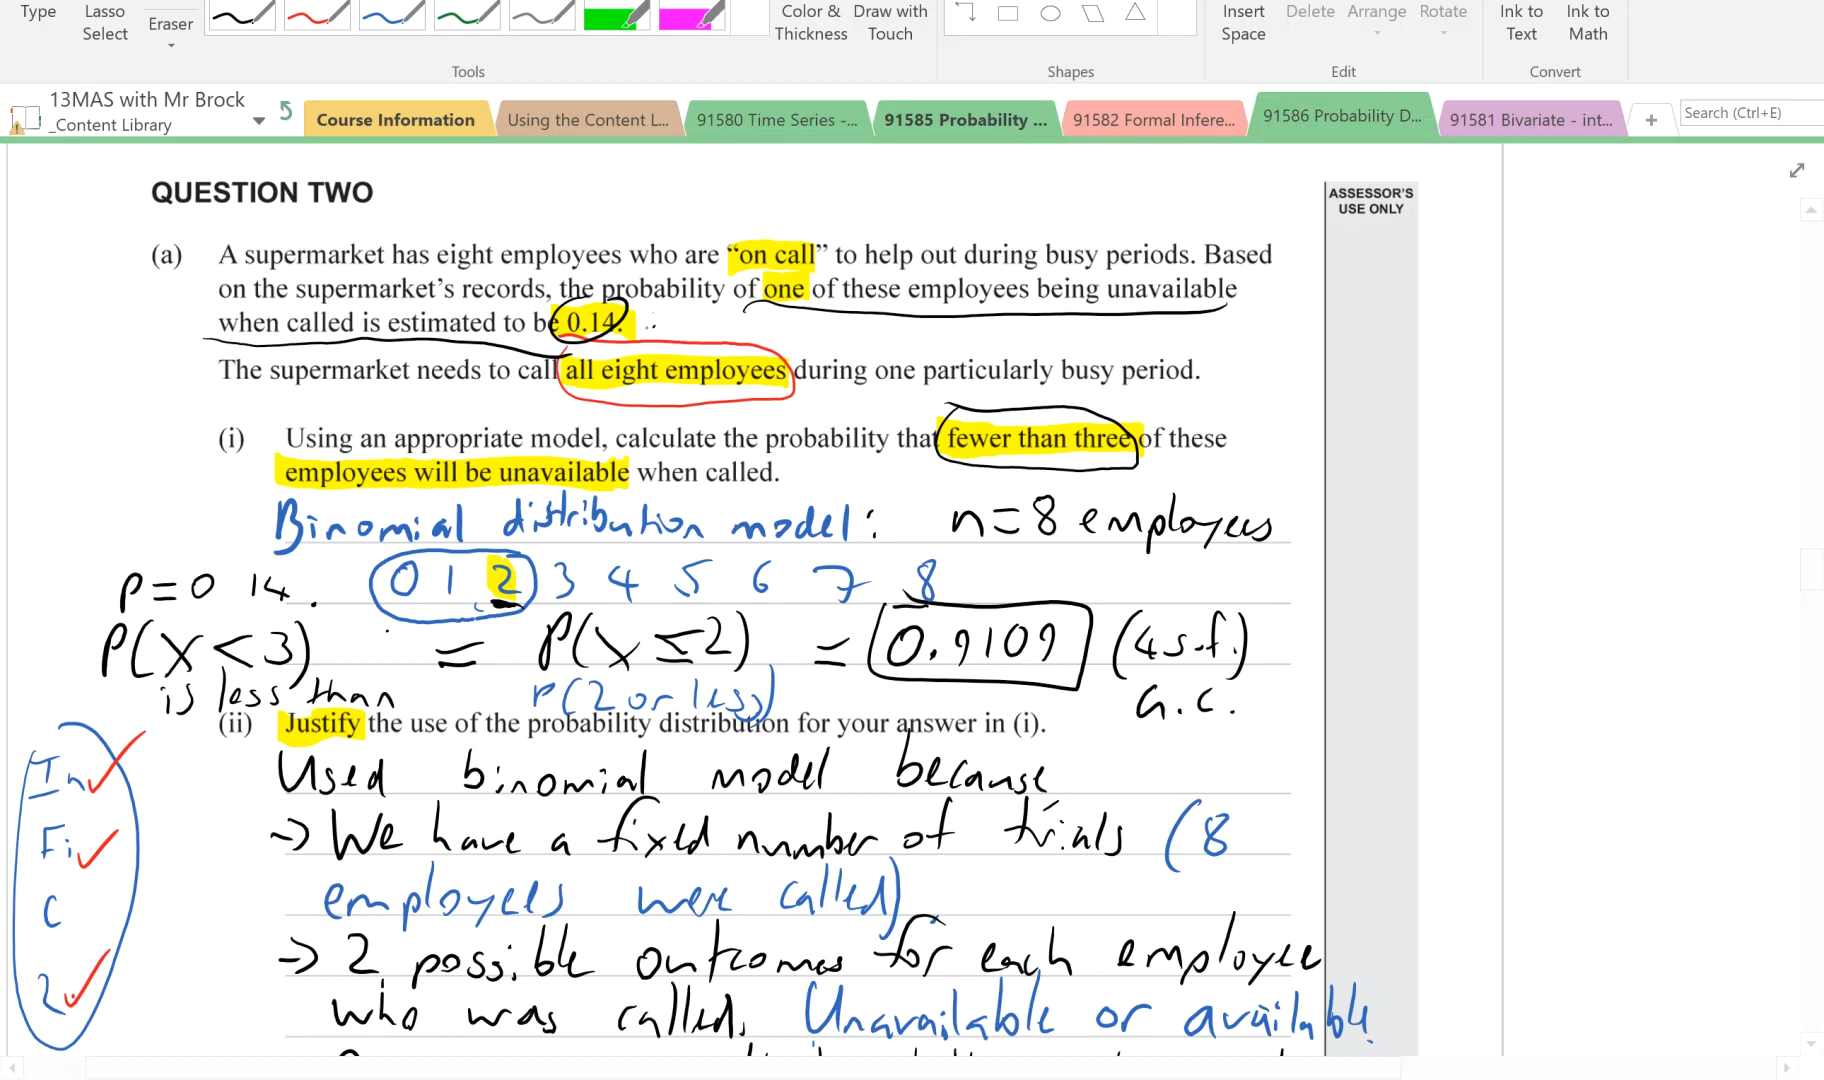 Type
Lasso Select
Eraser
Color & Thickness
Draw with Touch
Insert Space
Delete
Arrange
Rotate
Ink to Text
Ink to Math
Tools
Shapes
Edit
Convert
13MAS with Mr Brock
_Content Library
Course Information
Using the Content L...
91580 Time Series -...
91585 Probability ...
91582 Formal Infere...
91586 Probability D...
91581 Bivariate - int...
+
Search (Ctrl+E)
QUESTION TWO
ASSESSOR'S USE ONLY
(a) A supermarket has eight employees who are “on call” to help out during busy periods. Based
on the supermarket's records, the probability of one of these employees being unavailable
when called is estimated to be 0.14.
The supermarket needs to call all eight employees during one particularly busy period.
(i) Using an appropriate model, calculate the probability that fewer than three of these
employees will be unavailable when called.
Binomial distribution model: n=8 employees
p=0.14. 0 1 2 3 4 5 6 7 8
P(X<3) = P(X≤2) = 0.9109 (4s.f.)
is less than P(2 or less) G.C.
(ii) Justify the use of the probability distribution for your answer in (i).
Used binomial model because
In
→ We have a fixed number of trials (8
Fi
employees were called)
C
→ 2 possible outcomes for each employee
2
who was called. Unavailable or available.